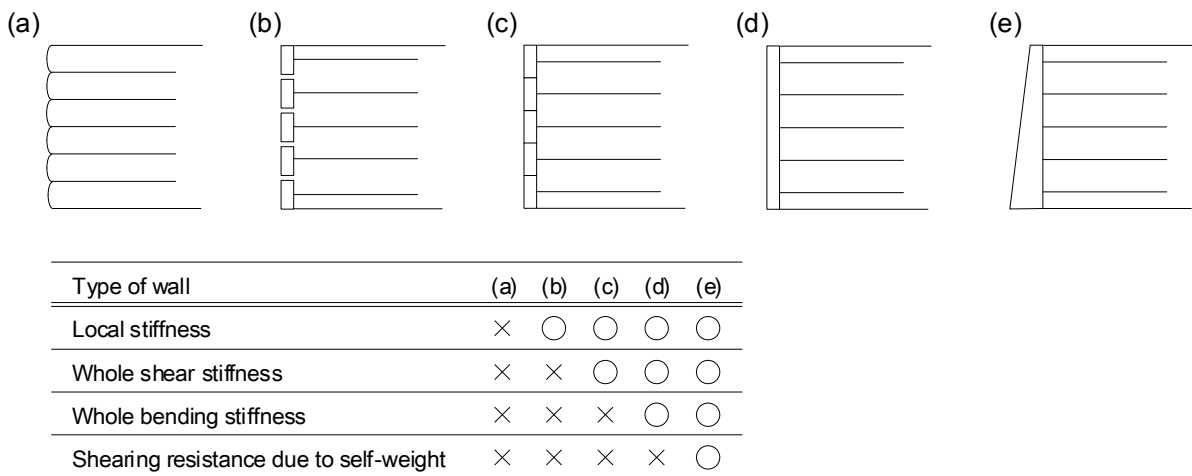 (a) (b) (c) (d) (e)
Type of wall (a) (b) (c) (d) (e)
Local stiffness × ○ ○ ○ ○
Whole shear stiffness × × ○ ○ ○
Whole bending stiffness × × × ○ ○
Shearing resistance due to self-weight × × × × ○